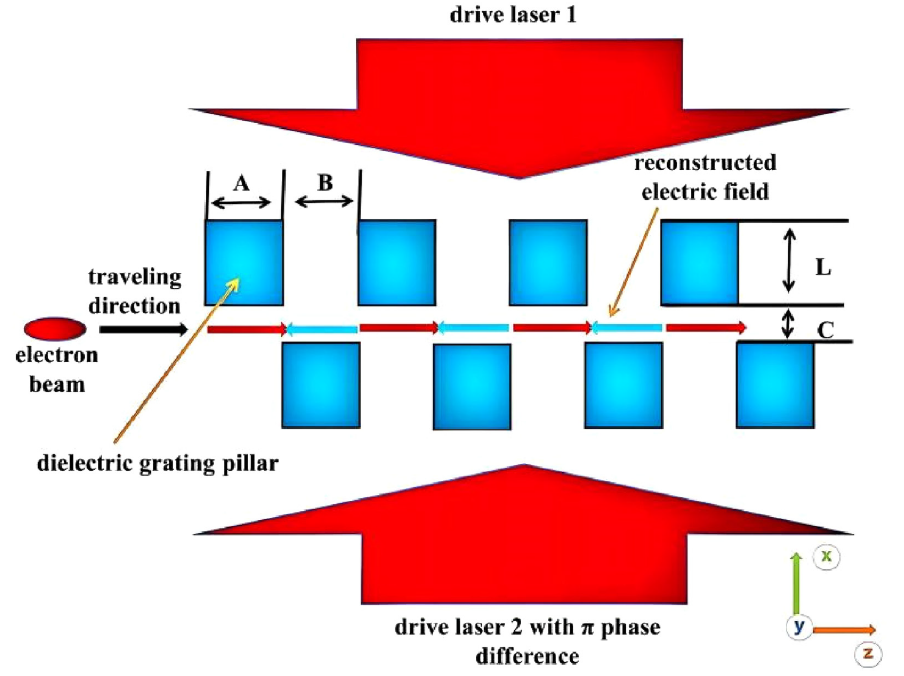 drive laser 1
reconstructed
electric field
A
B
L
traveling
direction
C
electron
beam
dielectric grating pillar
x
drive laser 2 with π phase
difference
y
z